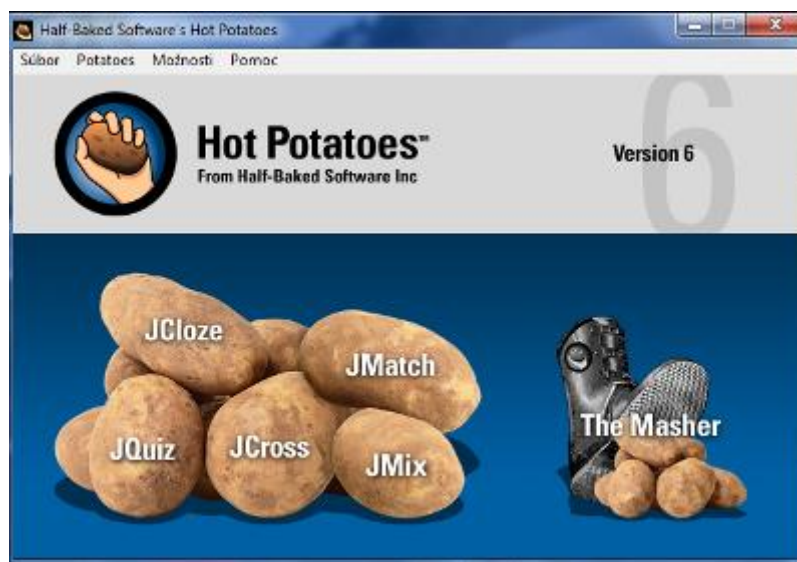 Half-Baked Software's Hot Potatoes
Súbor Potatoes Možnosti Pomoc
Hot Potatoes™
From Half-Baked Software Inc
Version 6
6
JCloze
JMatch
JQuiz
JCross
JMix
The Masher